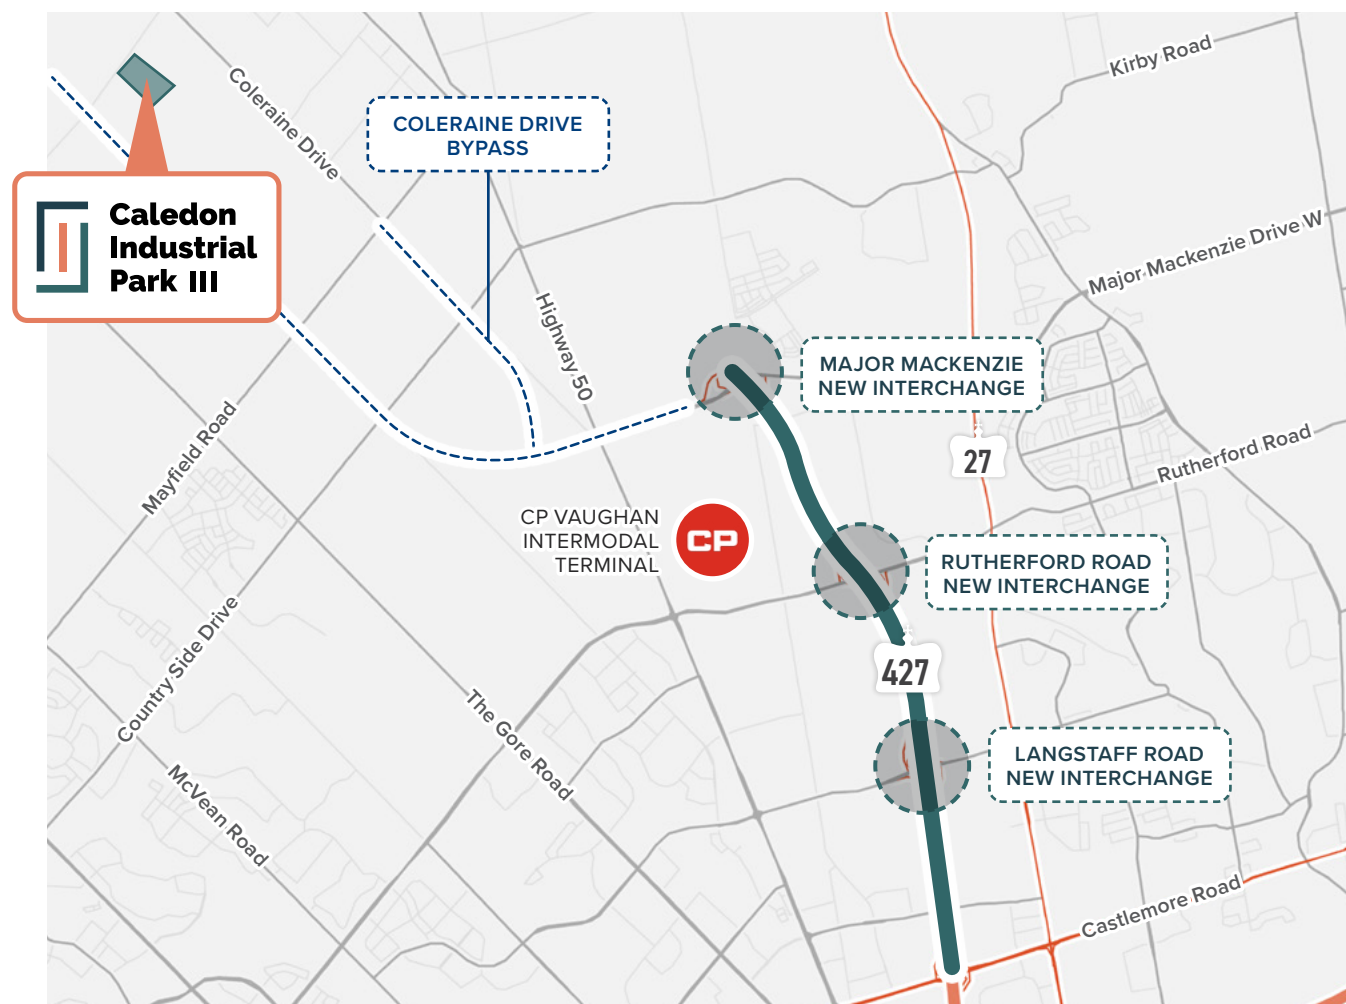 Kirby Road
Coleraine Drive
COLERAINE DRIVE
BYPASS
Caledon
Industrial
Park III
Major Mackenzie Drive W
Highway 50
MAJOR MACKENZIE
NEW INTERCHANGE
27
Mayfield Road
Rutherford Road
CP VAUGHAN
INTERMODAL
TERMINAL
CP
RUTHERFORD ROAD
NEW INTERCHANGE
Country Side Drive
427
The Gore Road
LANGSTAFF ROAD
NEW INTERCHANGE
McVean Road
Castlemore Road